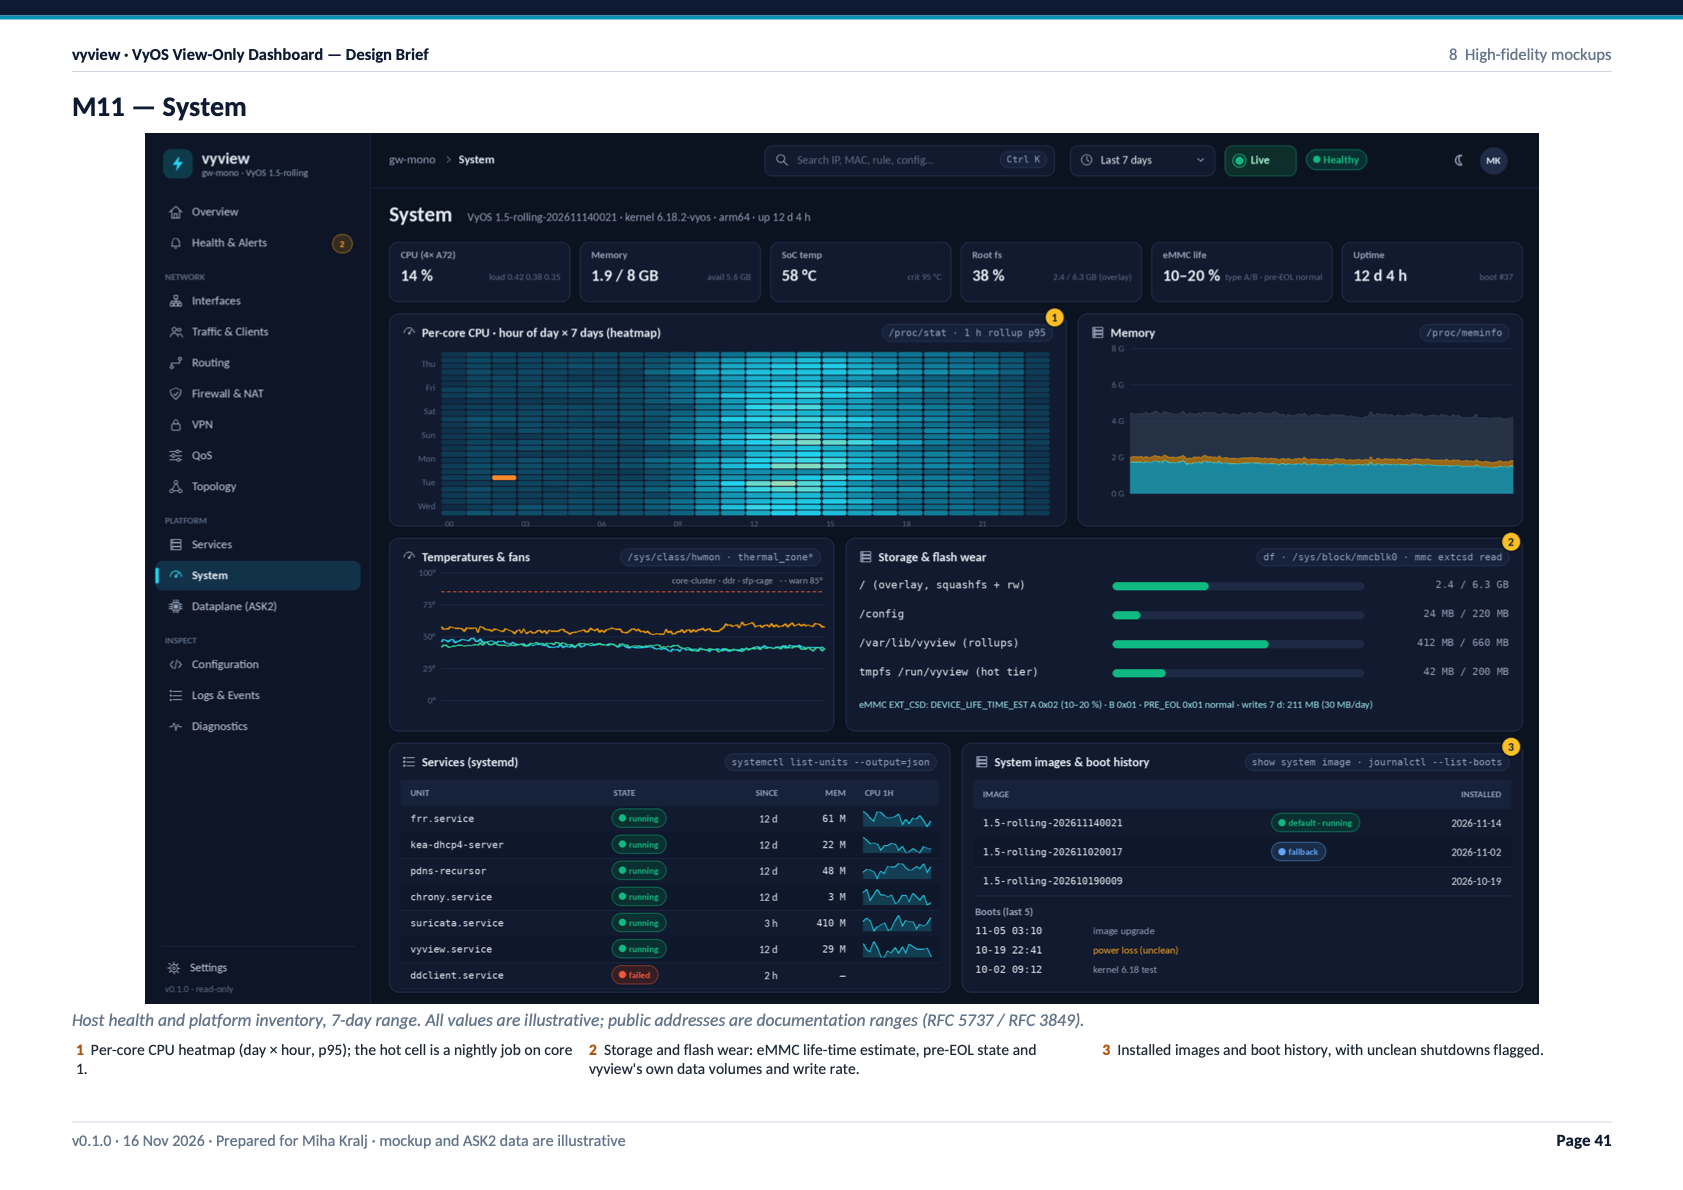 vyview · VyOS View-Only Dashboard — Design Brief
8 High-fidelity mockups
M11 — System
vyview
gw-mono · VyOS 1.5-rolling
Overview
Health & Alerts
2
NETWORK
Interfaces
Traffic & Clients
Routing
Firewall & NAT
VPN
QoS
Topology
PLATFORM
Services
System
Dataplane (ASK2)
INSPECT
Configuration
Logs & Events
Diagnostics
Settings
v0.1.0 · read-only
gw-mono > System
Search IP, MAC, rule, config...
Ctrl K
Last 7 days
Live
Healthy
MK
System
VyOS 1.5-rolling-202611140021 · kernel 6.18.2-vyos · arm64 · up 12 d 4 h
CPU (4× A72)
14 %
load 0.42 0.38 0.35
Memory
1.9 / 8 GB
avail 5.6 GB
SoC temp
58 °C
crit 95 °C
Root fs
38 %
2.4 / 6.3 GB (overlay)
eMMC life
10–20 %
type A/B · pre-EOL normal
Uptime
12 d 4 h
boot #37
1
Per-core CPU · hour of day × 7 days (heatmap)
/proc/stat · 1 h rollup p95
Thu
Fri
Sat
Sun
Mon
Tue
Wed
00 03 06 09 12 15 18 21
Memory
/proc/meminfo
8 G
6 G
4 G
2 G
0 G
Temperatures & fans
/sys/class/hwmon · thermal_zone*
core-cluster · ddr · sfp-cage - - warn 85°
100°
75°
50°
25°
0°
2
Storage & flash wear
df · /sys/block/mmcblk0 · mmc extcsd read
/ (overlay, squashfs + rw)
2.4 / 6.3 GB
/config
24 MB / 220 MB
/var/lib/vyview (rollups)
412 MB / 660 MB
tmpfs /run/vyview (hot tier)
42 MB / 200 MB
eMMC EXT_CSD: DEVICE_LIFE_TIME_EST A 0x02 (10–20 %) · B 0x01 · PRE_EOL 0x01 normal · writes 7 d: 211 MB (30 MB/day)
Services (systemd)
systemctl list-units --output=json
UNIT STATE SINCE MEM CPU 1H
frr.service running 12 d 61 M
kea-dhcp4-server running 12 d 22 M
pdns-recursor running 12 d 48 M
chrony.service running 12 d 3 M
suricata.service running 3 h 410 M
vyview.service running 12 d 29 M
ddclient.service failed 2 h —
3
System images & boot history
show system image · journalctl --list-boots
IMAGE INSTALLED
1.5-rolling-202611140021 default · running 2026-11-14
1.5-rolling-202611020017 fallback 2026-11-02
1.5-rolling-202610190009 2026-10-19
Boots (last 5)
11-05 03:10 image upgrade
10-19 22:41 power loss (unclean)
10-02 09:12 kernel 6.18 test
Host health and platform inventory, 7-day range. All values are illustrative; public addresses are documentation ranges (RFC 5737 / RFC 3849).
1 Per-core CPU heatmap (day × hour, p95); the hot cell is a nightly job on core
1.
2 Storage and flash wear: eMMC life-time estimate, pre-EOL state and
vyview's own data volumes and write rate.
3 Installed images and boot history, with unclean shutdowns flagged.
v0.1.0 · 16 Nov 2026 · Prepared for Miha Kralj · mockup and ASK2 data are illustrative
Page 41